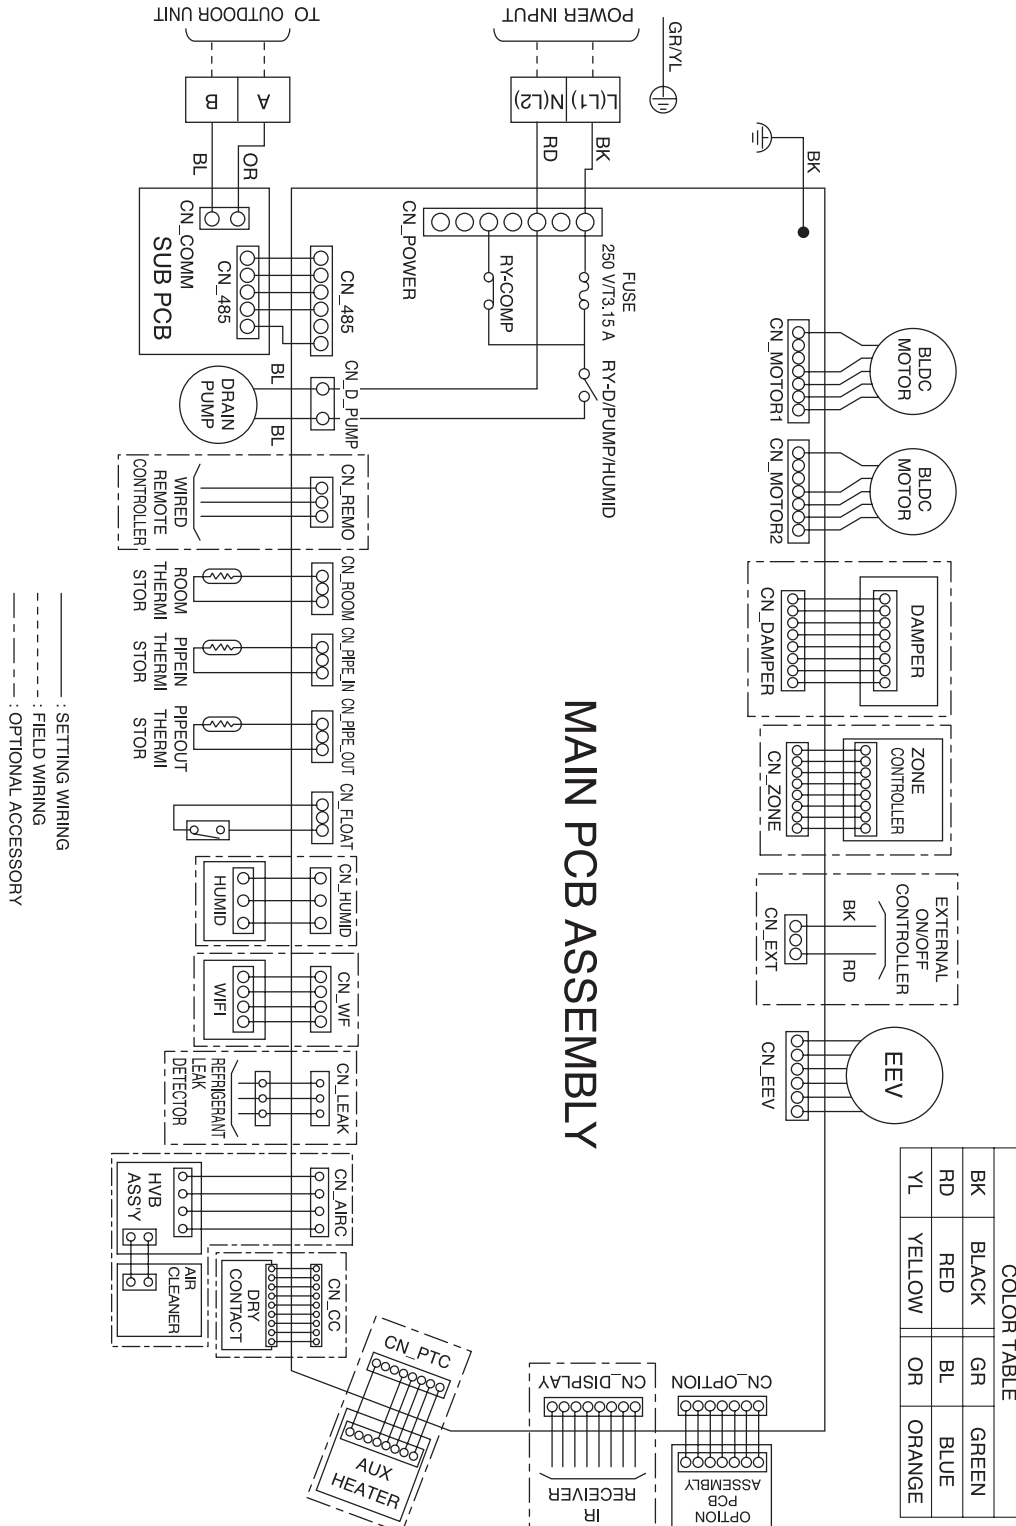 TO OUTDOOR UNIT
B
A
BL
OR
CN_COMM
SUB PCB
CN_485
CN_485
POWER INPUT
N(L2)
L(L1)
RD
BK
GR/YL
BK
CN_POWER
RY-COMP
FUSE
250 V/T3.15 A
RY-D/PUMP/HUMID
BL
DRAIN
PUMP
BL
CN_D_PUMP
WIRED
REMOTE
CONTROLLER
CN_REMO
ROOM
THERMI
STOR
CN_ROOM
PIPEIN
THERMI
STOR
CN_PIPE_IN
PIPEOUT
THERMI
STOR
CN_PIPE_OUT
CN_FLOAT
HUMID
CN_HUMID
WIFI
CN_WF
REFRIGERANT
LEAK
DETECTOR
CN_LEAK
HVB
ASS'Y
AIR
CLEANER
CN_AIRC
DRY
CONTACT
CN_CC
CN_PTC
AUX
HEATER
CN_DISPLAY
IR
RECEIVER
CN_OPTION
OPTION
PCB
ASSEMBLY
MAIN PCB ASSEMBLY
BLDC
MOTOR
CN_MOTOR1
BLDC
MOTOR
CN_MOTOR2
DAMPER
CN_DAMPER
ZONE
CONTROLLER
CN_ZONE
EXTERNAL
ON/OFF
CONTROLLER
BK
RD
CN_EXT
EEV
CN_EEV
COLOR TABLE
BK BLACK GR GREEN
RD RED BL BLUE
YL YELLOW OR ORANGE
: SETTING WIRING
: FIELD WIRING
: OPTIONAL ACCESSORY